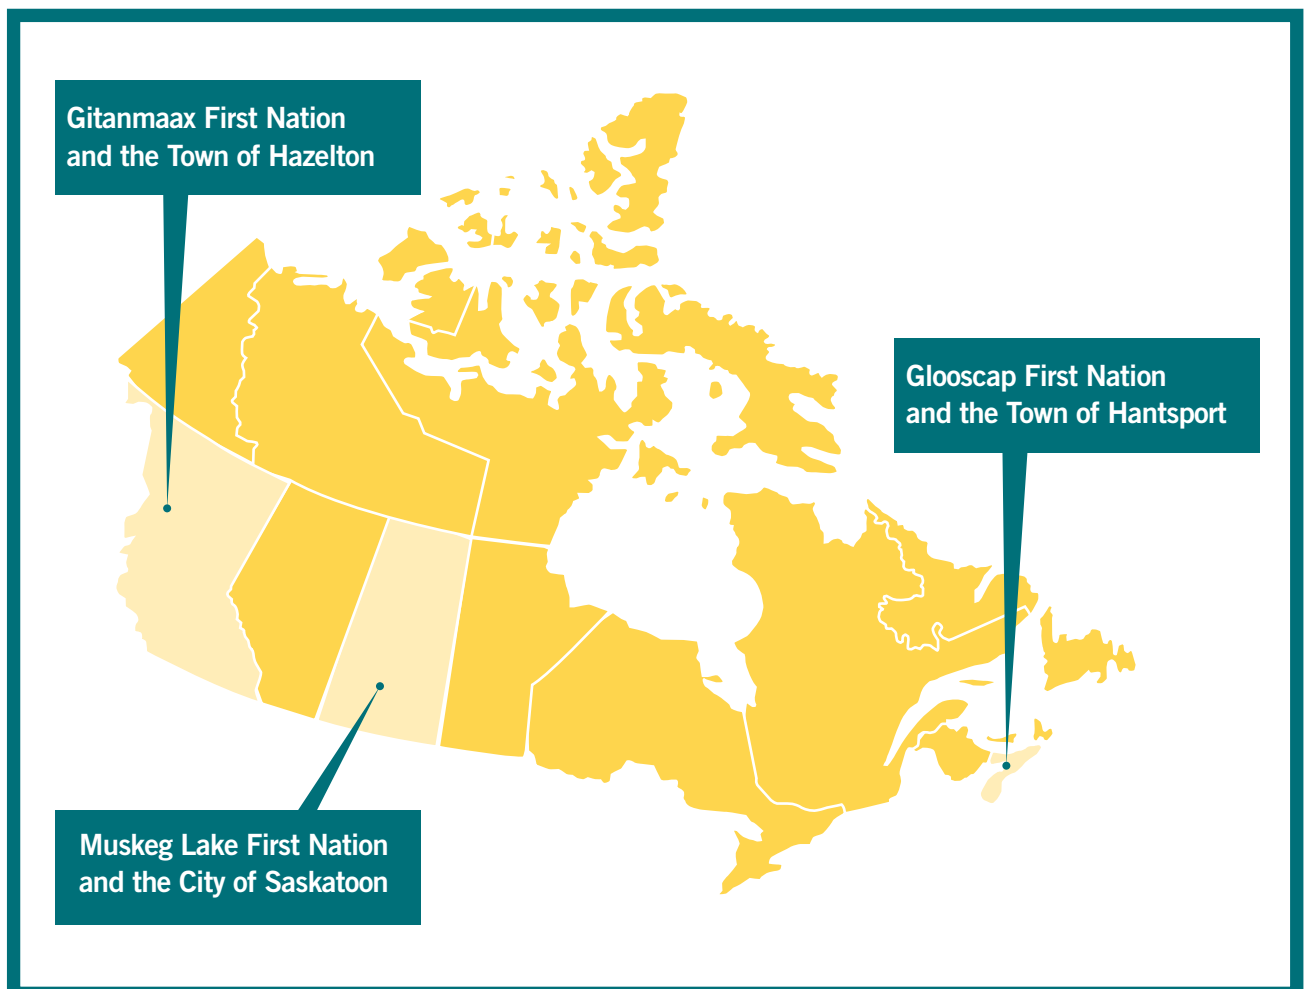 Gitanmaax First Nation
and the Town of Hazelton
Glooscap First Nation
and the Town of Hantsport
Muskeg Lake First Nation
and the City of Saskatoon